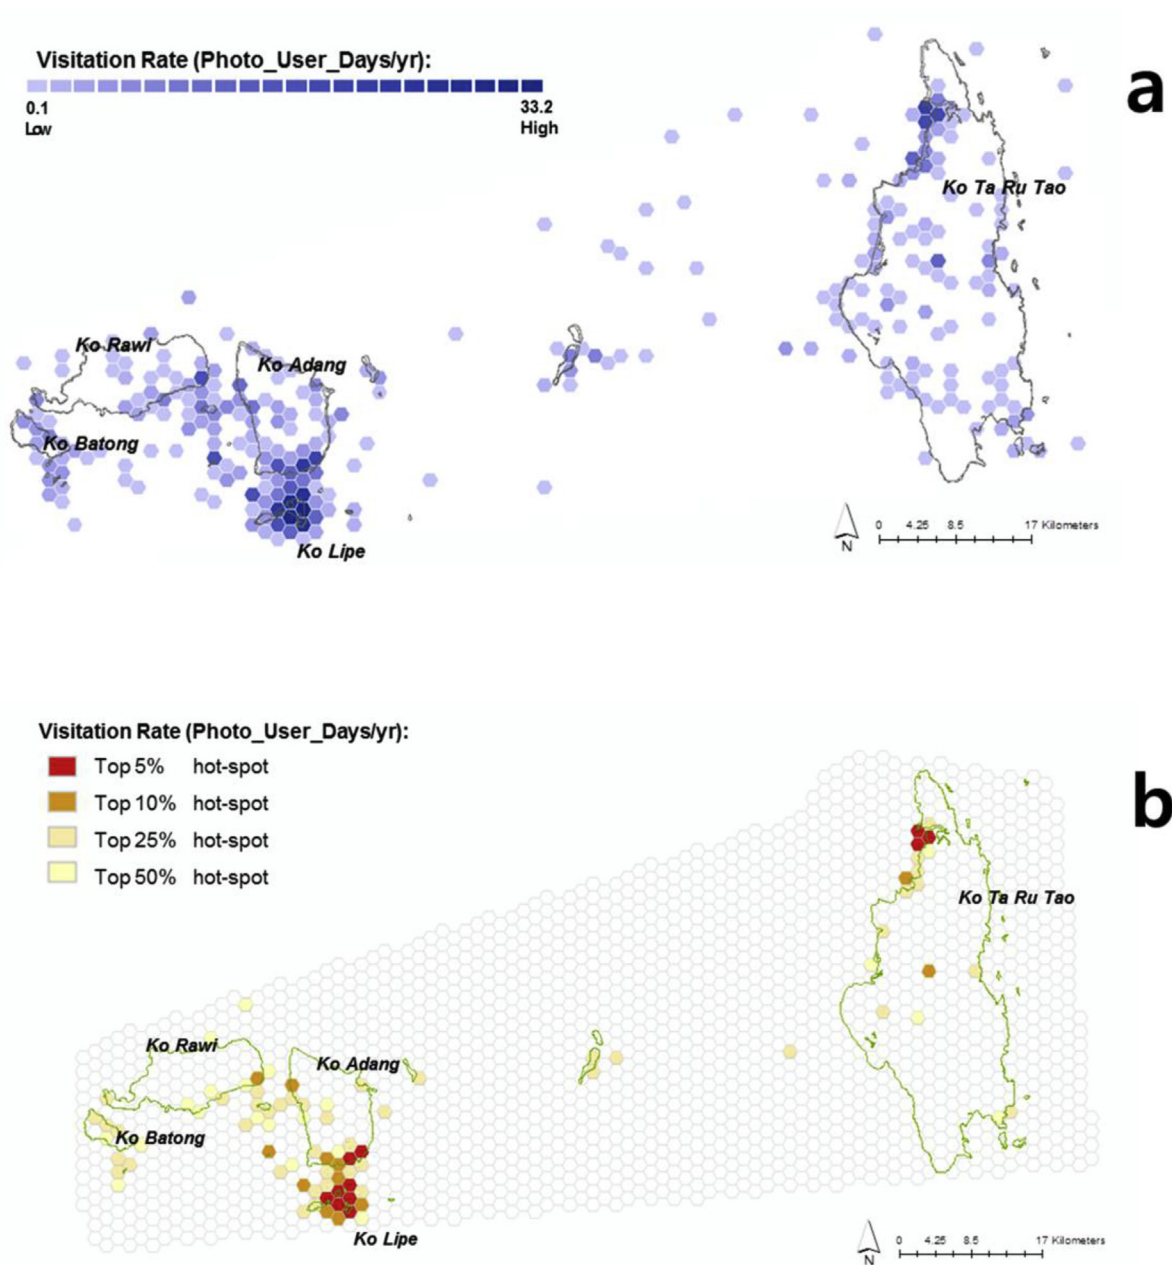 Visitation Rate (Photo_User_Days/yr):
0.1 33.2
Low High
a
Ko Ta Ru Tao
Ko Rawi
Ko Adang
Ko Batong
Ko Lipe
N
0 4.25 8.5 17 Kilometers
Visitation Rate (Photo_User_Days/yr):
Top 5% hot-spot
Top 10% hot-spot
Top 25% hot-spot
Top 50% hot-spot
b
Ko Ta Ru Tao
Ko Rawi
Ko Adang
Ko Batong
Ko Lipe
N
0 4.25 8.5 17 Kilometers